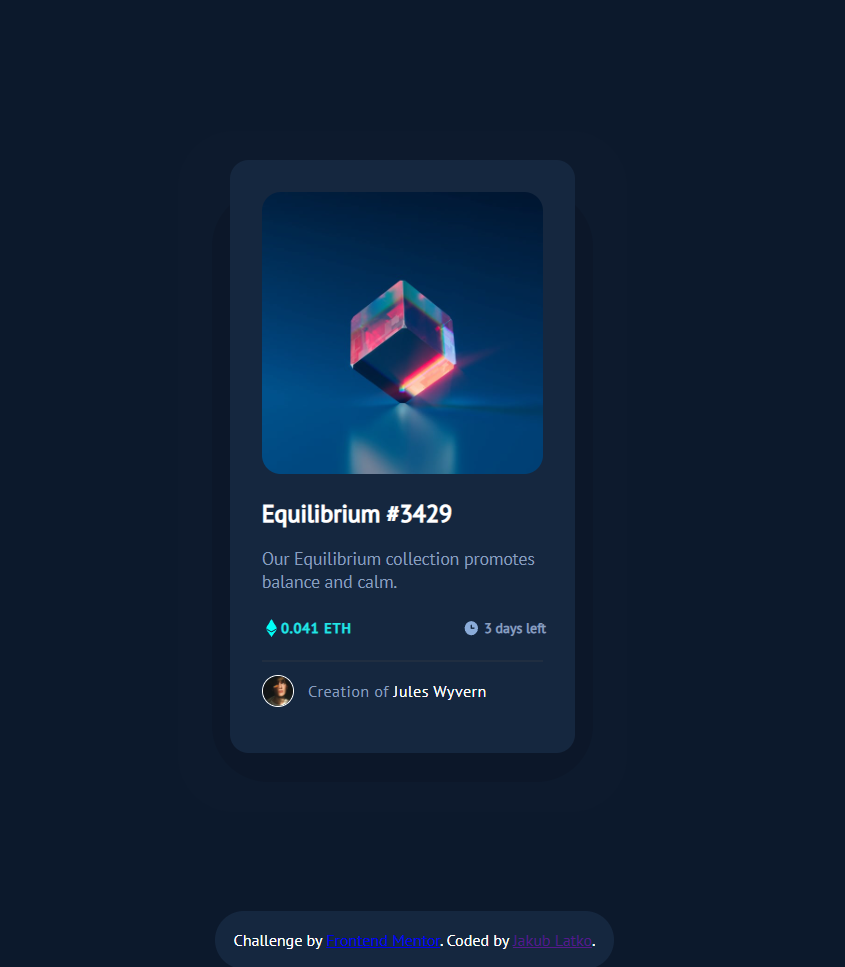 Equilibrium #3429
Our Equilibrium collection promotes
balance and calm.
0.041 ETH
3 days left
Creation of Jules Wyvern
Challenge by Frontend Mentor. Coded by Jakub Latko.